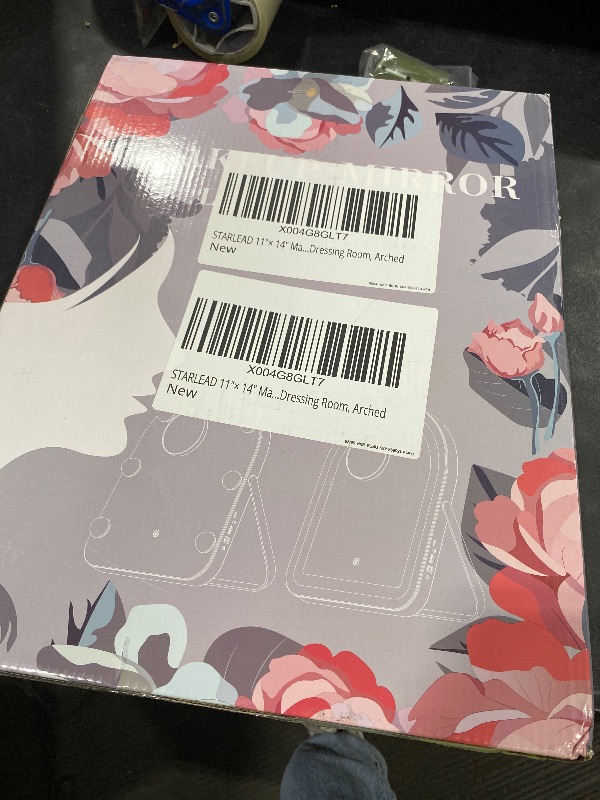 MIRROR
X004G8GLT7
STARLEAD 11"x 14" Ma...Dressing Room, Arched
New
X004G8GLT7
STARLEAD 11"x 14" Ma...Dressing Room, Arched
New